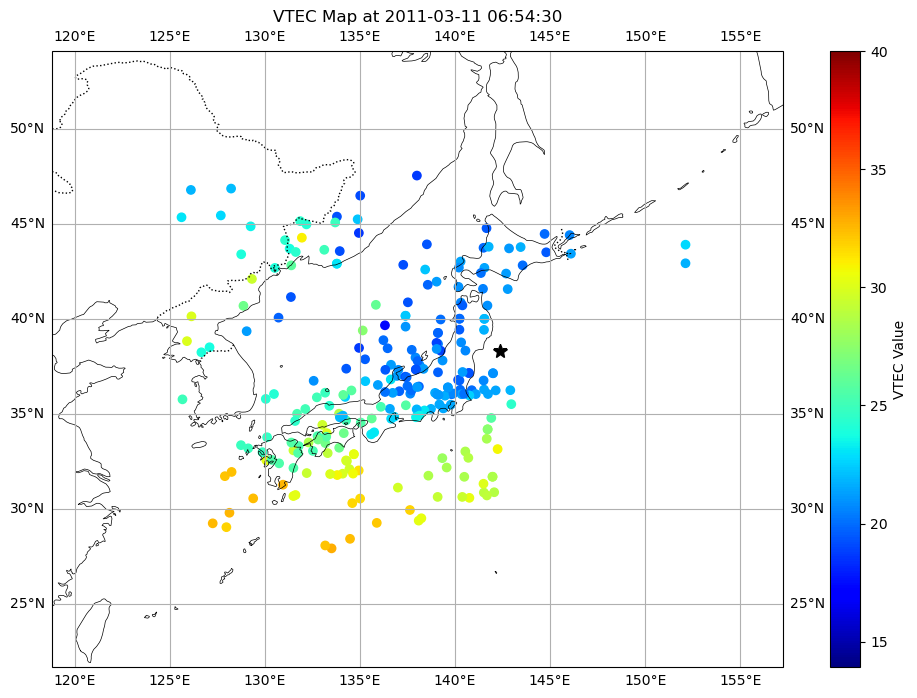 VTEC Map at 2011-03-11 06:54:30
120°E 125°E 130°E 135°E 140°E 145°E 150°E 155°E
50°N 50°N
45°N 45°N
40°N 40°N
35°N 35°N
30°N 30°N
25°N 25°N
120°E 125°E 130°E 135°E 140°E 145°E 150°E 155°E
40
35
30
25
20
15
VTEC Value